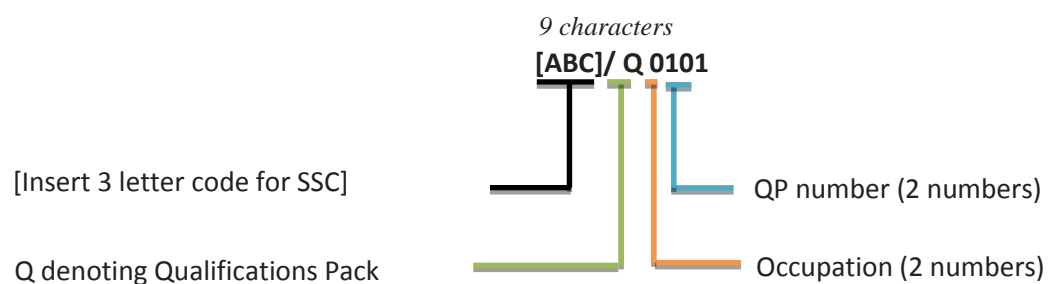 9 characters
[ABC]/ Q 0101
[Insert 3 letter code for SSC]
QP number (2 numbers)
Q denoting Qualifications Pack
Occupation (2 numbers)